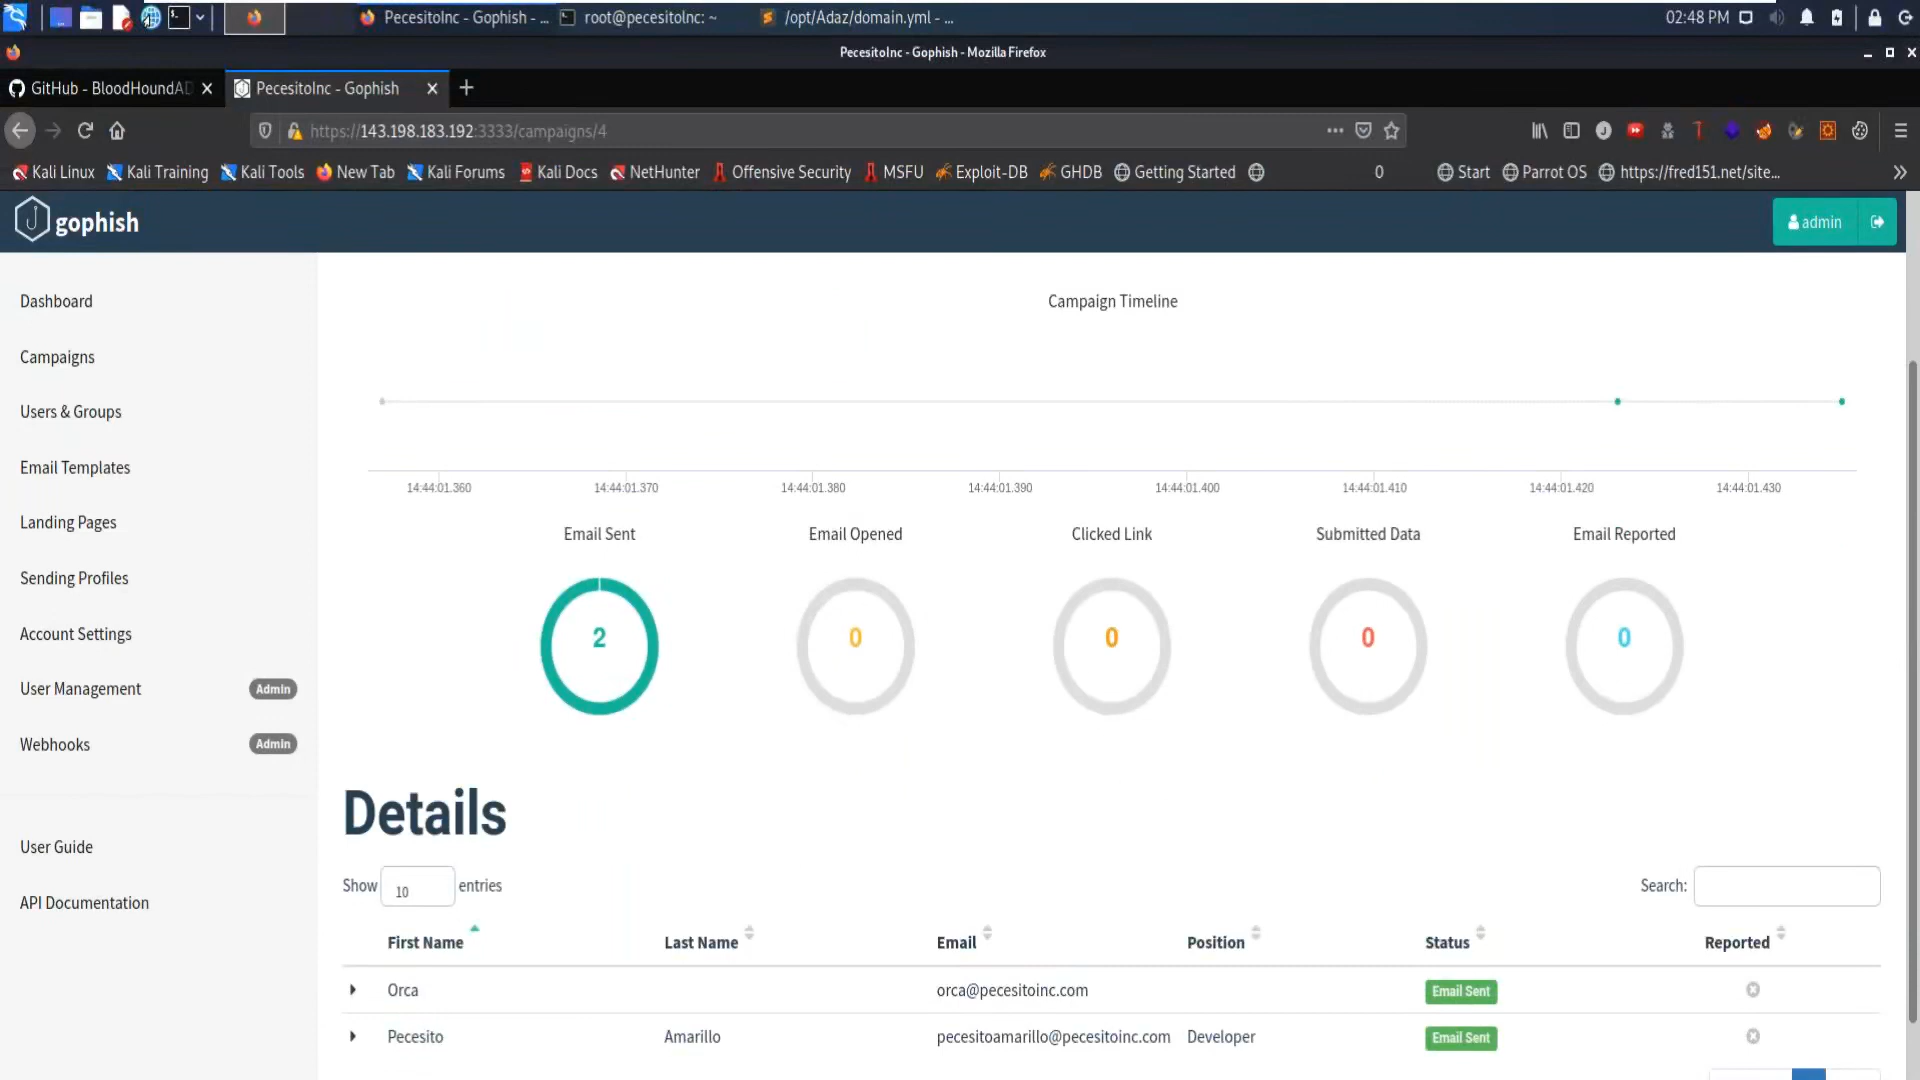 PecesitoInc - Gophish - ...
root@pecesitoInc: ~
/opt/Adaz/domain.yml - ...
02:48 PM
PecesitoInc - Gophish - Mozilla Firefox
GitHub - BloodHoundAD
PecesitoInc - Gophish
https://143.198.183.192:3333/campaigns/4
Kali Linux
Kali Training
Kali Tools
New Tab
Kali Forums
Kali Docs
NetHunter
Offensive Security
MSFU
Exploit-DB
GHDB
Getting Started
0
Start
Parrot OS
https://fred151.net/site...
gophish
admin
Dashboard
Campaigns
Users & Groups
Email Templates
Landing Pages
Sending Profiles
Account Settings
User Management Admin
Webhooks Admin
User Guide
API Documentation
Campaign Timeline
14:44:01.360 14:44:01.370 14:44:01.380 14:44:01.390 14:44:01.400 14:44:01.410 14:44:01.420 14:44:01.430
Email Sent Email Opened Clicked Link Submitted Data Email Reported
2 0 0 0 0
Details
Show 10 entries
Search:
First Name Last Name Email Position Status Reported
Orca orca@pecesitoinc.com Email Sent
Pecesito Amarillo pecesitoamarillo@pecesitoinc.com Developer Email Sent